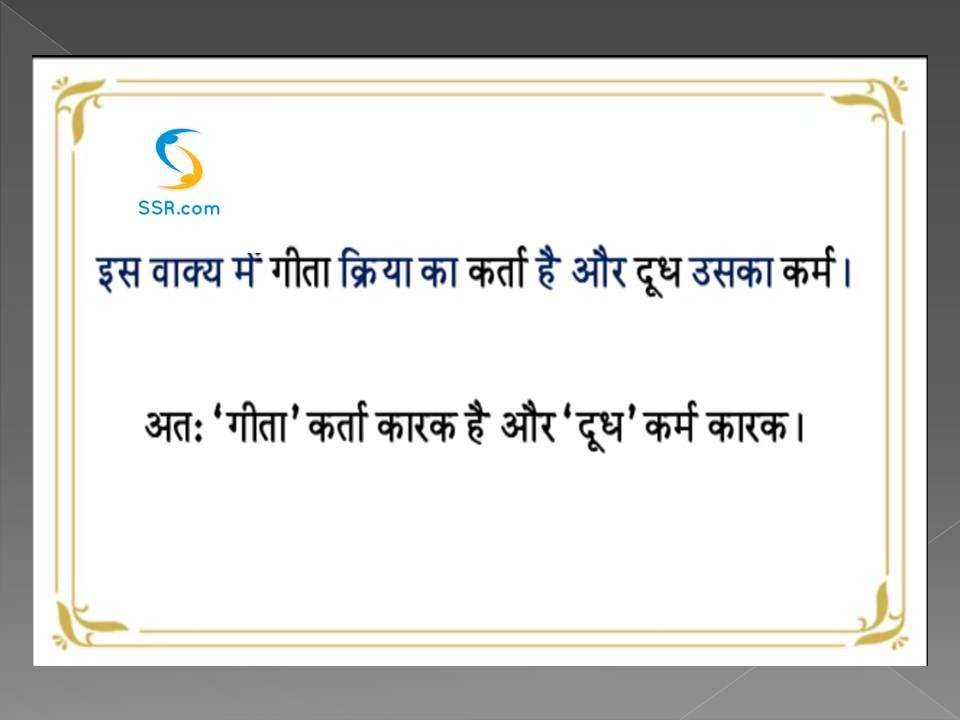 SSR.com
इस वाक्य में गीता क्रिया का कर्ता है और दूध उसका कर्म।
अत: ‘गीता’ कर्ता कारक है और ‘दूध’ कर्म कारक।